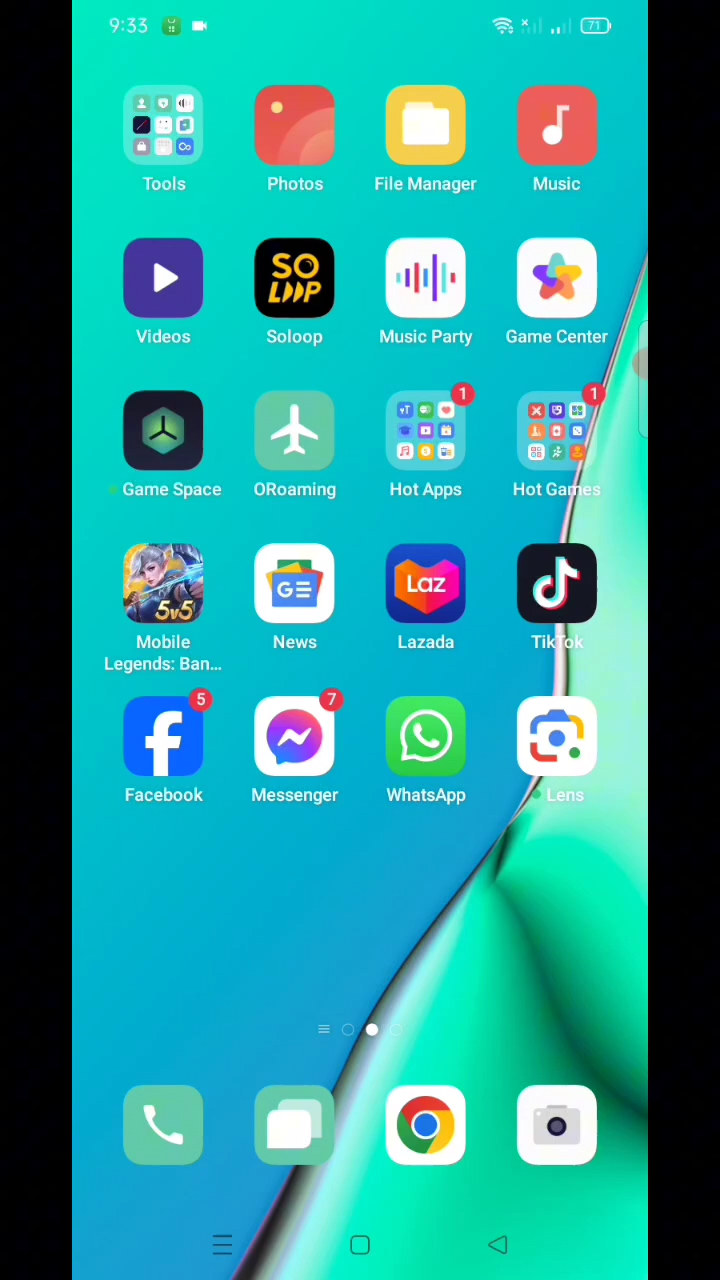 9:33
71
Tools
Photos
File Manager
Music
SO
LOOP
Videos
Soloop
Music Party
Game Center
1
1
Game Space
ORoaming
Hot Apps
Hot Games
5v5
GE
Laz
Mobile
Legends: Ban...
News
Lazada
TikTok
5
7
Facebook
Messenger
WhatsApp
Lens